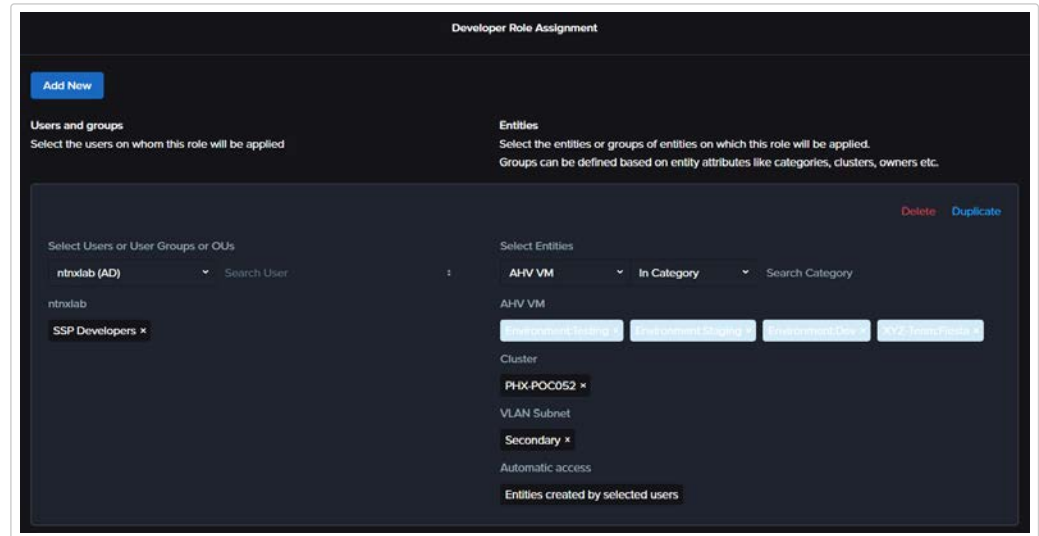 Developer Role Assignment
Add New
Users and groups
Select the users on whom this role will be applied
Entities
Select the entities or groups of entities on which this role will be applied.
Groups can be defined based on entity attributes like categories, clusters, owners etc.
Delete Duplicate
Select Users or User Groups or OUs
ntnxlab (AD) Search User
ntnxlab
SSP Developers ×
Select Entities
AHV VM In Category Search Category
AHV VM
Environment:Testing × Environment:Staging × Environment:Dev × XYZ-Team:Fiesta ×
Cluster
PHX-POC052 ×
VLAN Subnet
Secondary ×
Automatic access
Entities created by selected users